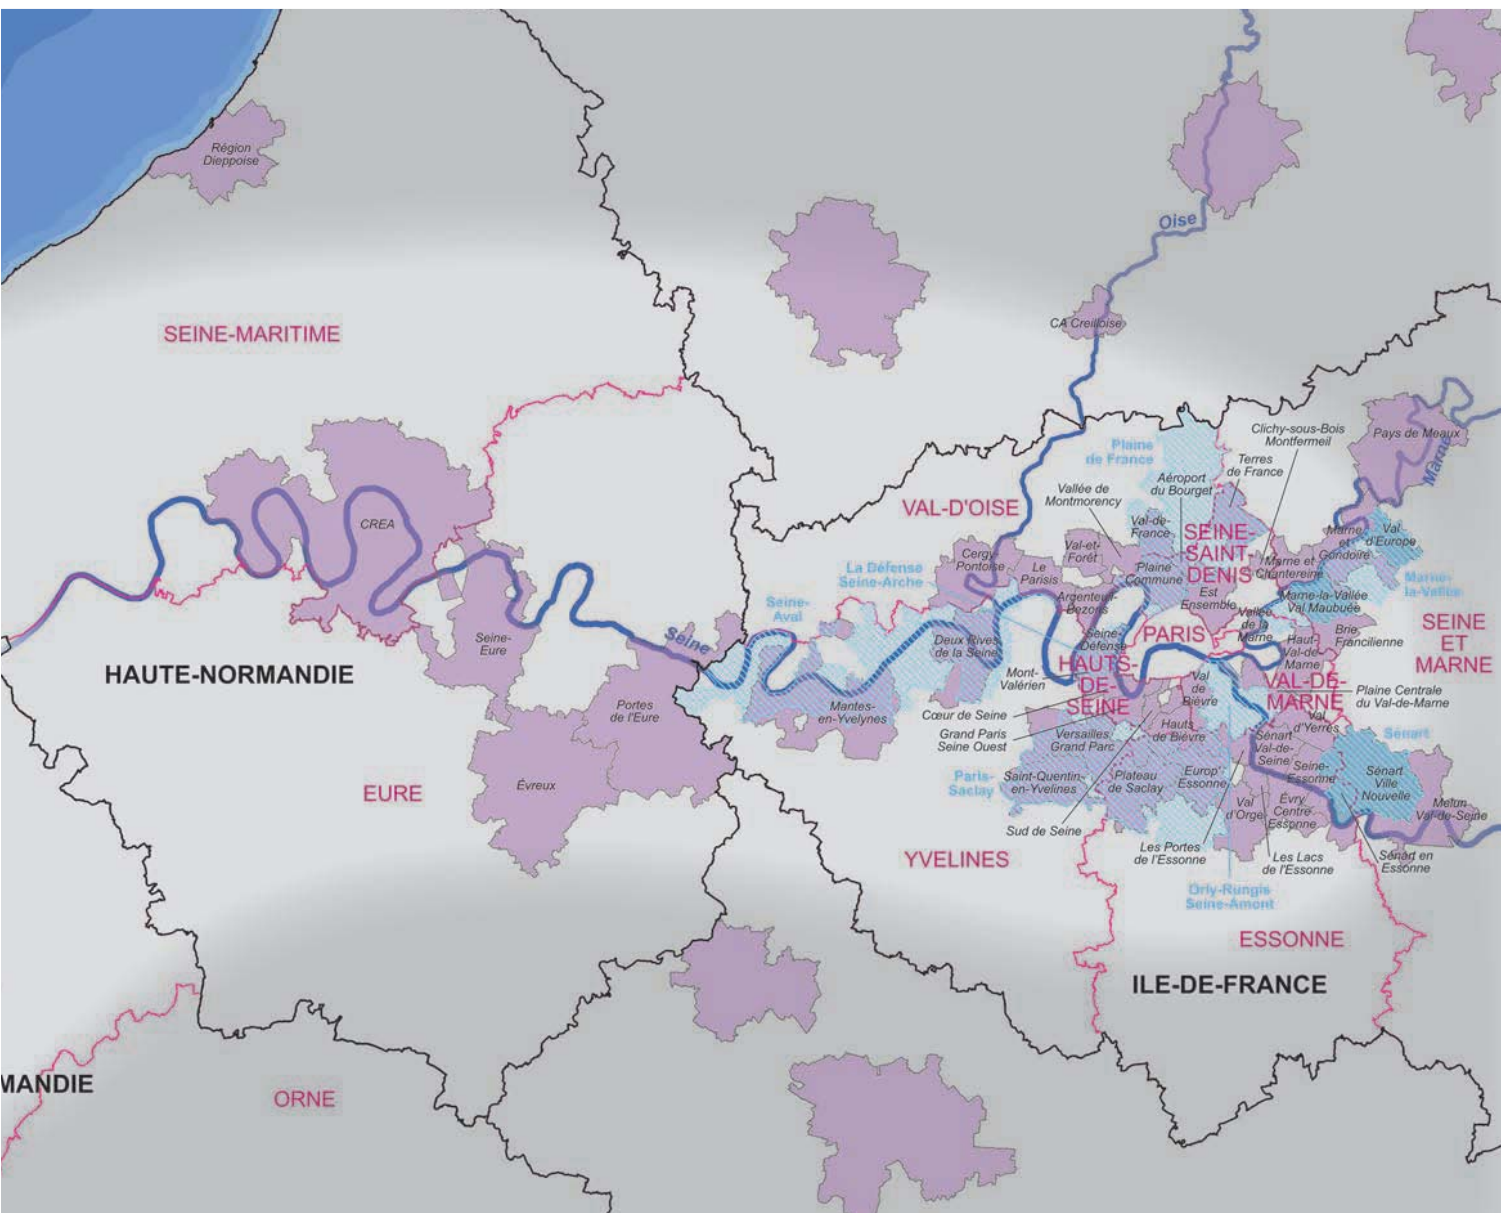 Région
Dieppoise
Oise
CA Creilloise
SEINE-MARITIME
Clichy-sous-Bois
Montfermeil
Pays de Meaux
Plaine
de France
Terres
de France
Marne
Aéroport
du Bourget
Vallée de
Montmorency
VAL-D'OISE
CREA
Val-de-
France
SEINE-
SAINT-
DENIS
Marne
et
Gondoire
Val
d'Europe
Val-et-
Forêt
Cergy-
Pontoise
Le
Parisis
La Défense
Seine-Arche
Plaine
Commune
Marne et
Chantereine
Marne-
la-Vallée
Argenteuil-
Bezons
Est
Ensemble
Marne-la-Vallée
Val Maubuée
Seine-
Aval
Vallée
de la
Marne
PARIS
Seine-
Défense
Brie
Francilienne
SEINE
ET
MARNE
Seine-
Eure
Seine
Deux Rives
de la Seine
Haut-
Val-de-
Marne
HAUTE-NORMANDIE
Mont-
Valérien
HAUTS-
DE-
SEINE
Val
de
Bièvre
VAL-DE-
MARNE
Plaine Centrale
du Val-de-Marne
Portes
de l'Eure
Mantes-
en-Yvelynes
Cœur de Seine
Grand Paris
Seine Ouest
Versailles
Grand Parc
Hauts
de Bièvre
Val
d'Yerres
Sénart
Sénart
Val-de-
Seine
Évreux
EURE
Paris-
Saclay
Saint-Quentin-
en-Yvelines
Plateau
de Saclay
Europ'
Essonne
Seine-
Essonne
Sénart
Ville
Nouvelle
Val
d'Orge
Évry
Centre
Essonne
Melun
Val-de-Seine
Sud de Seine
YVELINES
Les Portes
de l'Essonne
Les Lacs
de l'Essonne
Sénart en
Essonne
Orly-Rungis
Seine-Amont
ESSONNE
ILE-DE-FRANCE
MANDIE
ORNE